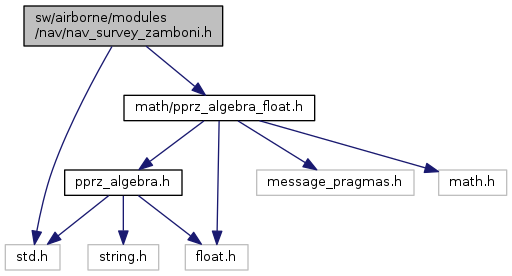 sw/airborne/modules
/nav/nav_survey_zamboni.h
math/pprz_algebra_float.h
pprz_algebra.h
message_pragmas.h
math.h
std.h
string.h
float.h